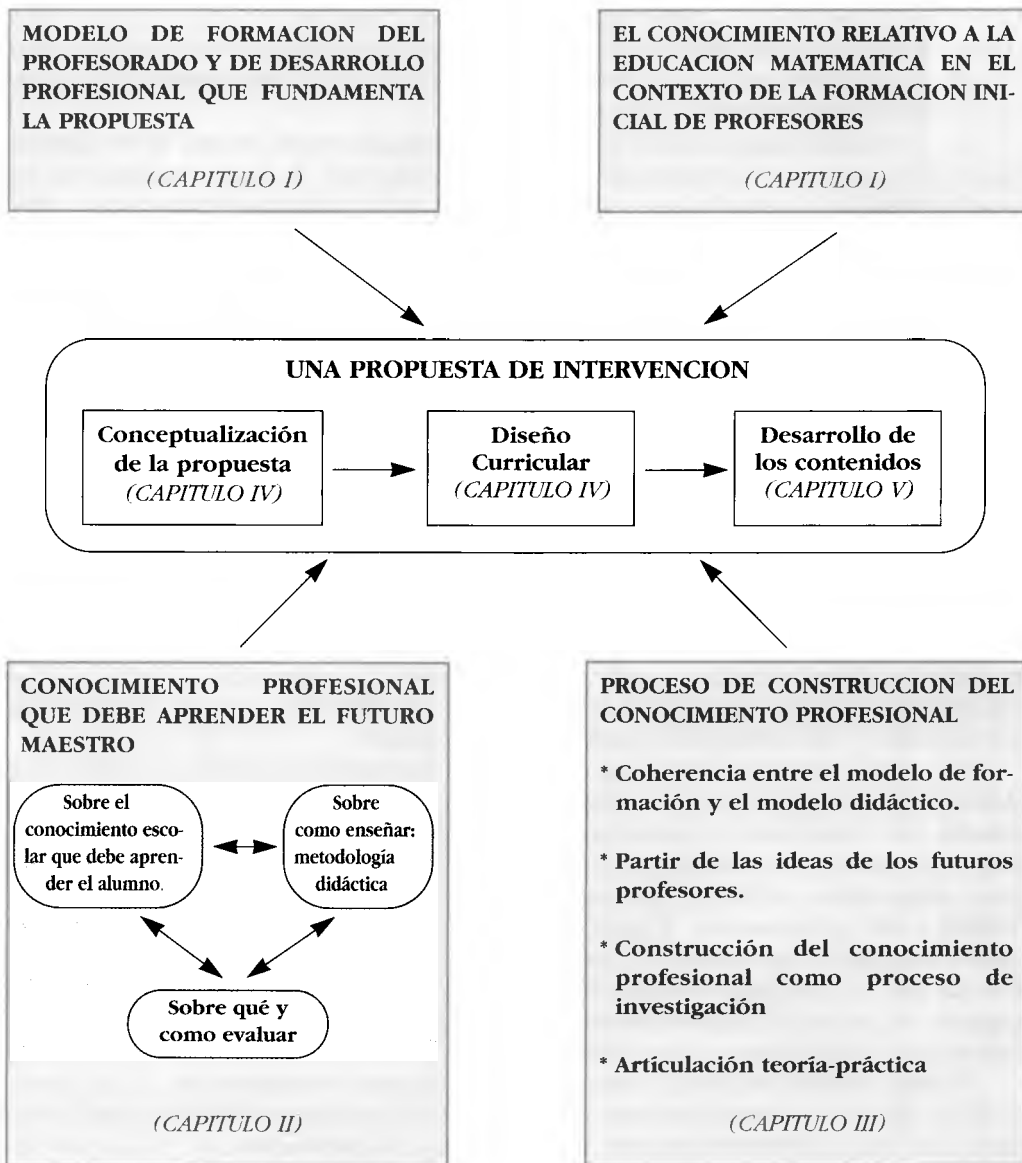 MODELO DE FORMACION DEL
PROFESORADO Y DE DESARROLLO
PROFESIONAL QUE FUNDAMENTA
LA PROPUESTA
(CAPITULO I)
EL CONOCIMIENTO RELATIVO A LA
EDUCACION MATEMATICA EN EL
CONTEXTO DE LA FORMACION INI-
CIAL DE PROFESORES
(CAPITULO I)
UNA PROPUESTA DE INTERVENCION
Conceptualización
de la propuesta
(CAPITULO IV)
Diseño
Curricular
(CAPITULO IV)
Desarrollo de
los contenidos
(CAPITULO V)
CONOCIMIENTO PROFESIONAL
QUE DEBE APRENDER EL FUTURO
MAESTRO
Sobre el
conocimiento esco-
lar que debe apren-
der el alumno.
Sobre
como enseñar:
metodología
didáctica
Sobre qué y
como evaluar
(CAPITULO II)
PROCESO DE CONSTRUCCION DEL
CONOCIMIENTO PROFESIONAL
* Coherencia entre el modelo de for-
mación y el modelo didáctico.
* Partir de las ideas de los futuros
profesores.
* Construcción del conocimiento
profesional como proceso de
investigación
* Articulación teoría-práctica
(CAPITULO III)